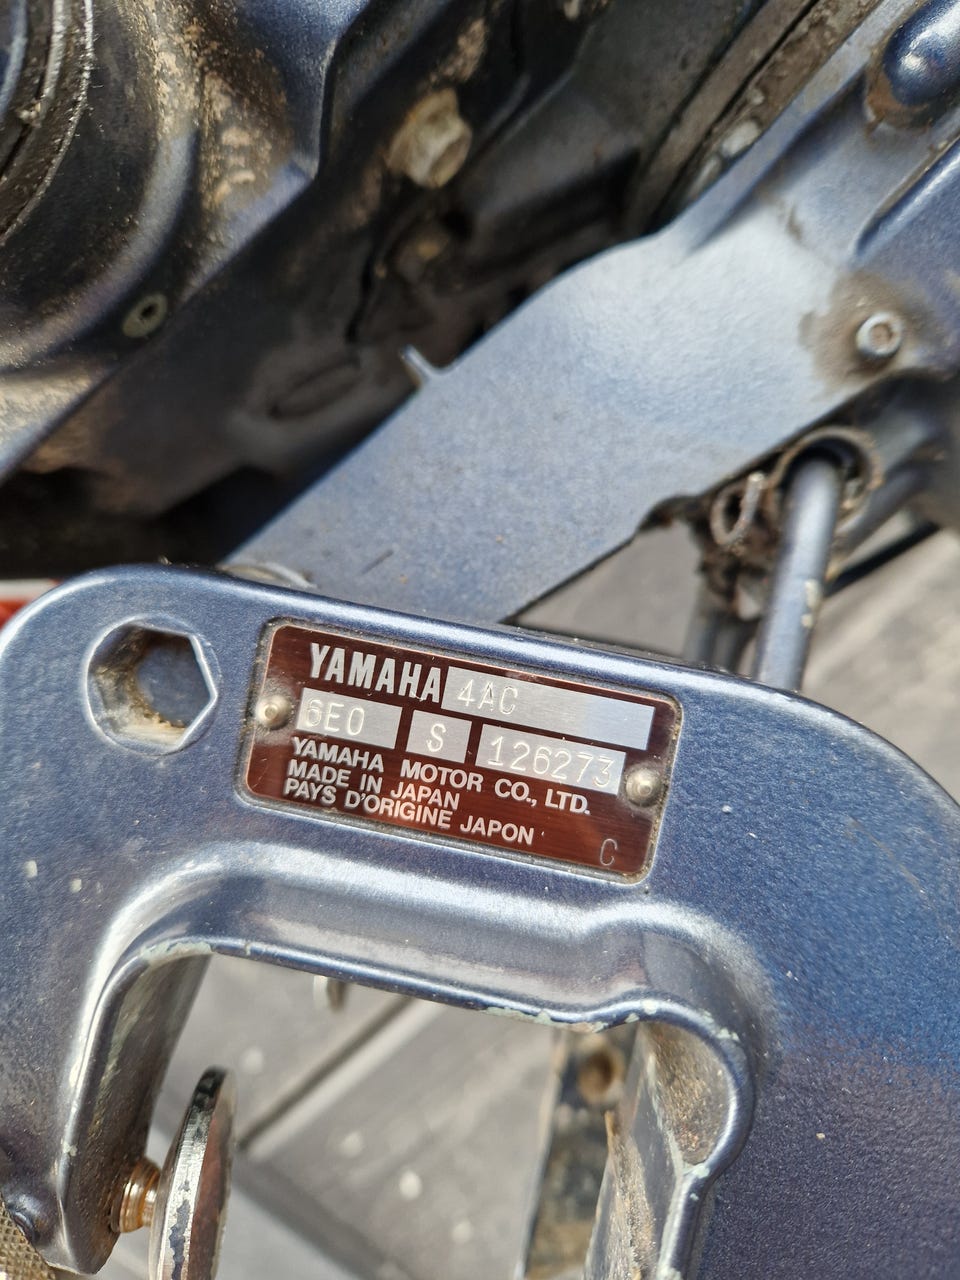 YAMAHA 4AC
6E0 S 126273
YAMAHA MOTOR CO., LTD.
MADE IN JAPAN
PAYS D'ORIGINE JAPON
C